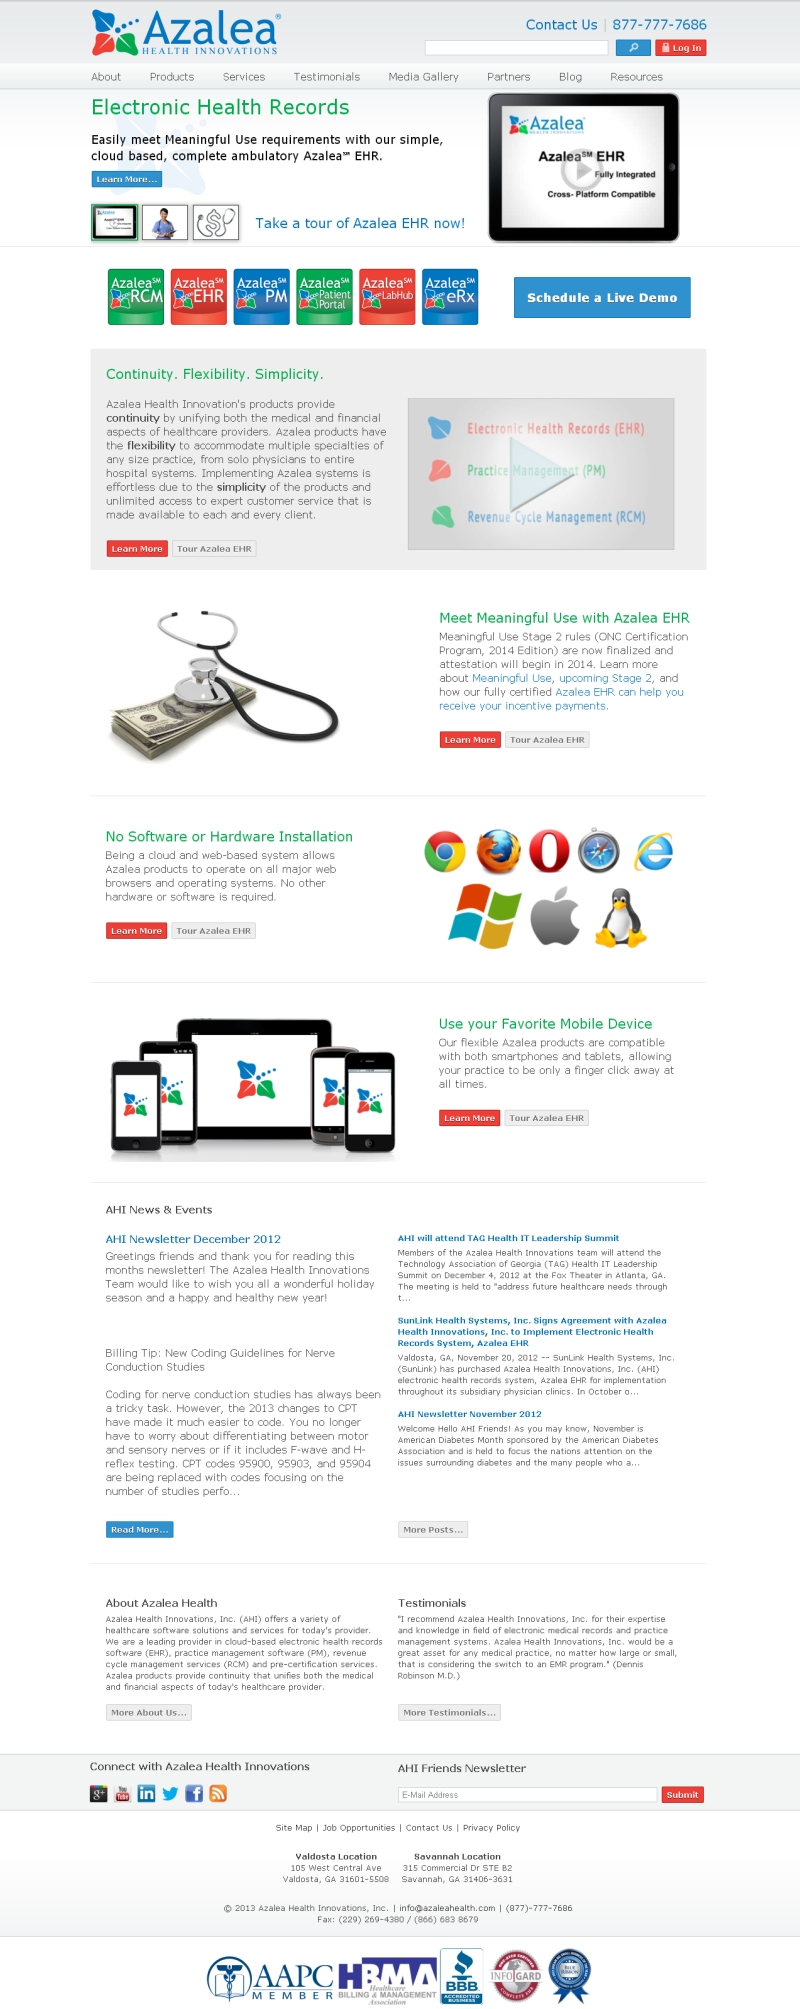 Azalea®
HEALTH INNOVATIONS
Contact Us | 877-777-7686
Log In
About Products Services Testimonials Media Gallery Partners Blog Resources
Electronic Health Records
Easily meet Meaningful Use requirements with our simple,
cloud based, complete ambulatory Azalea℠ EHR.
Learn More...
Azalea
HEALTH INNOVATIONS
Azalea℠ EHR
Fully Integrated
Cross- Platform Compatible
Take a tour of Azalea EHR now!
Azalea℠ RCM
Azalea℠ EHR
Azalea℠ PM
Azalea℠ Patient Portal
Azalea℠ LabHub
Azalea℠ eRx
Schedule a Live Demo
Continuity. Flexibility. Simplicity.
Azalea Health Innovation's products provide
continuity by unifying both the medical and financial
aspects of healthcare providers. Azalea products have
the flexibility to accommodate multiple specialties of
any size practice, from solo physicians to entire
hospital systems. Implementing Azalea systems is
effortless due to the simplicity of the products and
unlimited access to expert customer service that is
made available to each and every client.
Learn More Tour Azalea EHR
Electronic Health Records (EHR)
Practice Management (PM)
Revenue Cycle Management (RCM)
Meet Meaningful Use with Azalea EHR
Meaningful Use Stage 2 rules (ONC Certification
Program, 2014 Edition) are now finalized and
attestation will begin in 2014. Learn more
about Meaningful Use, upcoming Stage 2, and
how our fully certified Azalea EHR can help you
receive your incentive payments.
Learn More Tour Azalea EHR
No Software or Hardware Installation
Being a cloud and web-based system allows
Azalea products to operate on all major web
browsers and operating systems. No other
hardware or software is required.
Learn More Tour Azalea EHR
Use your Favorite Mobile Device
Our flexible Azalea products are compatible
with both smartphones and tablets, allowing
your practice to be only a finger click away at
all times.
Learn More Tour Azalea EHR
AHI News & Events
AHI Newsletter December 2012
Greetings friends and thank you for reading this
months newsletter! The Azalea Health Innovations
Team would like to wish you all a wonderful holiday
season and a happy and healthy new year!
Billing Tip: New Coding Guidelines for Nerve
Conduction Studies
Coding for nerve conduction studies has always been
a tricky task. However, the 2013 changes to CPT
have made it much easier to code. You no longer
have to worry about differentiating between motor
and sensory nerves or if it includes F-wave and H-
reflex testing. CPT codes 95900, 95903, and 95904
are being replaced with codes focusing on the
number of studies perfo...
Read More...
AHI will attend TAG Health IT Leadership Summit
Members of the Azalea Health Innovations team will attend the
Technology Association of Georgia (TAG) Health IT Leadership
Summit on December 4, 2012 at the Fox Theater in Atlanta, GA.
The meeting is held to "address future healthcare needs through
t...
SunLink Health Systems, Inc. Signs Agreement with Azalea
Health Innovations, Inc. to Implement Electronic Health
Records System, Azalea EHR
Valdosta, GA, November 20, 2012 -- SunLink Health Systems, Inc.
(SunLink) has purchased Azalea Health Innovations, Inc. (AHI)
electronic health records system, Azalea EHR for implementation
throughout its subsidiary physician clinics. In October o...
AHI Newsletter November 2012
Welcome Hello AHI Friends! As you may know, November is
American Diabetes Month sponsored by the American Diabetes
Association and is held to focus the nations attention on the
issues surrounding diabetes and the many people who a...
More Posts...
About Azalea Health
Azalea Health Innovations, Inc. (AHI) offers a variety of
healthcare software solutions and services for today's provider.
We are a leading provider in cloud-based electronic health records
software (EHR), practice management software (PM), revenue
cycle management services (RCM) and pre-certification services.
Azalea products provide continuity that unifies both the medical
and financial aspects of today's healthcare provider.
More About Us...
Testimonials
"I recommend Azalea Health Innovations, Inc. for their expertise
and knowledge in field of electronic medical records and practice
management systems. Azalea Health Innovations, Inc. would be a
great asset for any medical practice, no matter how large or small,
that is considering the switch to an EMR program." (Dennis
Robinson M.D.)
More Testimonials...
Connect with Azalea Health Innovations
You Tube
AHI Friends Newsletter
E-Mail Address Submit
Site Map | Job Opportunities | Contact Us | Privacy Policy
Valdosta Location
105 West Central Ave
Valdosta, GA 31601-5508
Savannah Location
315 Commercial Dr STE B2
Savannah, GA 31406-3631
© 2013 Azalea Health Innovations, Inc. | info@azaleahealth.com | (877)-777-7686
Fax: (229) 269-4380 / (866) 683 8679
AAPC
MEMBER
HBMA
Healthcare
BILLING & MANAGEMENT
Association
BBB
ACCREDITED
BUSINESS
INFOGARD
BLUE
RIBBON